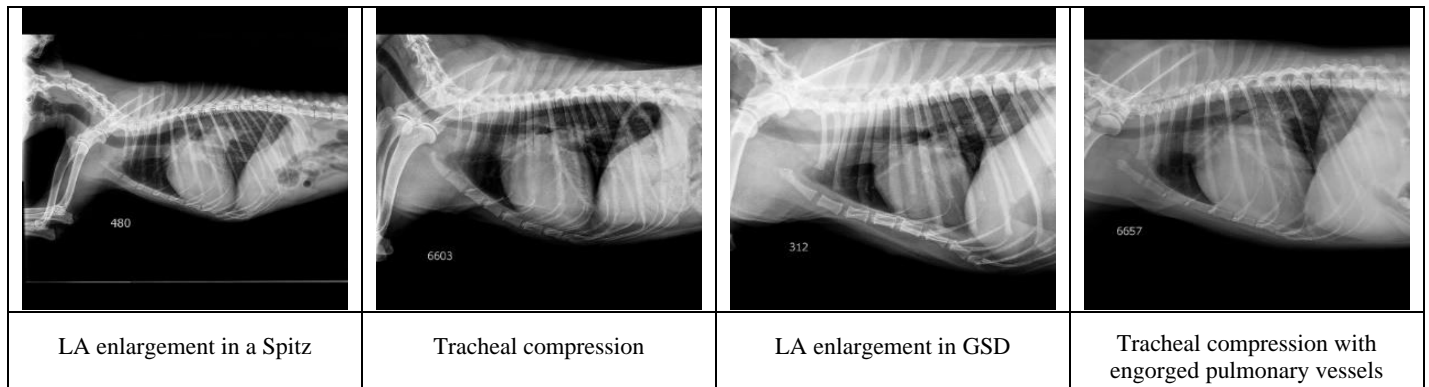 480
6603
312
6657
LA enlargement in a Spitz
Tracheal compression
LA enlargement in GSD
Tracheal compression with
engorged pulmonary vessels